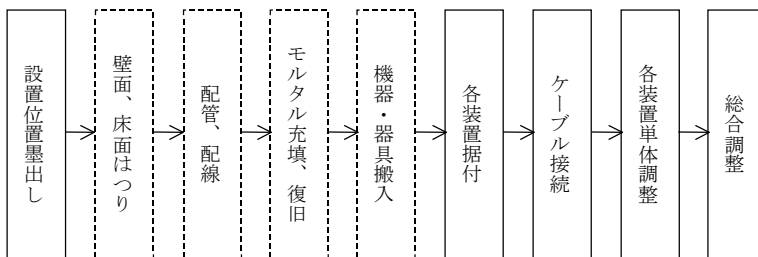 設置位置墨出し
壁面、床面はつり
配管、配線
モルタル充填、復旧
機器・器具搬入
各装置据付
ケーブル接続
各装置単体調整
総合調整